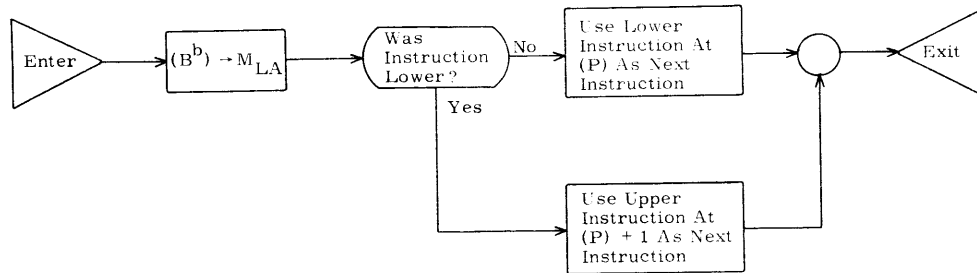 Enter
(B^b) → M_LA
Was
Instruction
Lower?
No
Yes
Use Lower
Instruction At
(P) As Next
Instruction
Exit
Use Upper
Instruction At
(P) + 1 As Next
Instruction